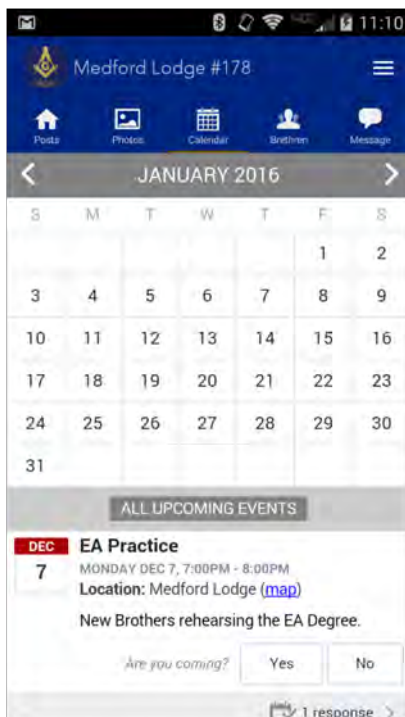 11:10
Medford Lodge #178
Posts Photos Calendar Brethren Message
JANUARY 2016
S M T W T F S
1 2
3 4 5 6 7 8 9
10 11 12 13 14 15 16
17 18 19 20 21 22 23
24 25 26 27 28 29 30
31
ALL UPCOMING EVENTS
DEC EA Practice
7 MONDAY DEC 7, 7:00PM - 8:00PM
Location: Medford Lodge (map)
New Brothers rehearsing the EA Degree.
Are you coming? Yes No
1 response >